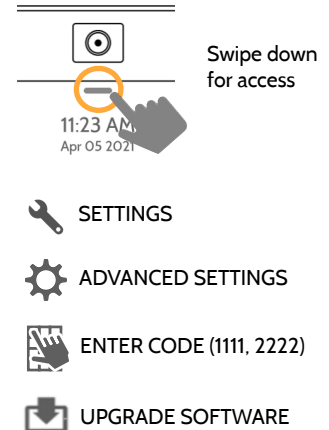 Swipe down
for access
11:23 AM
Apr 05 2021
SETTINGS
ADVANCED SETTINGS
ENTER CODE (1111, 2222)
UPGRADE SOFTWARE